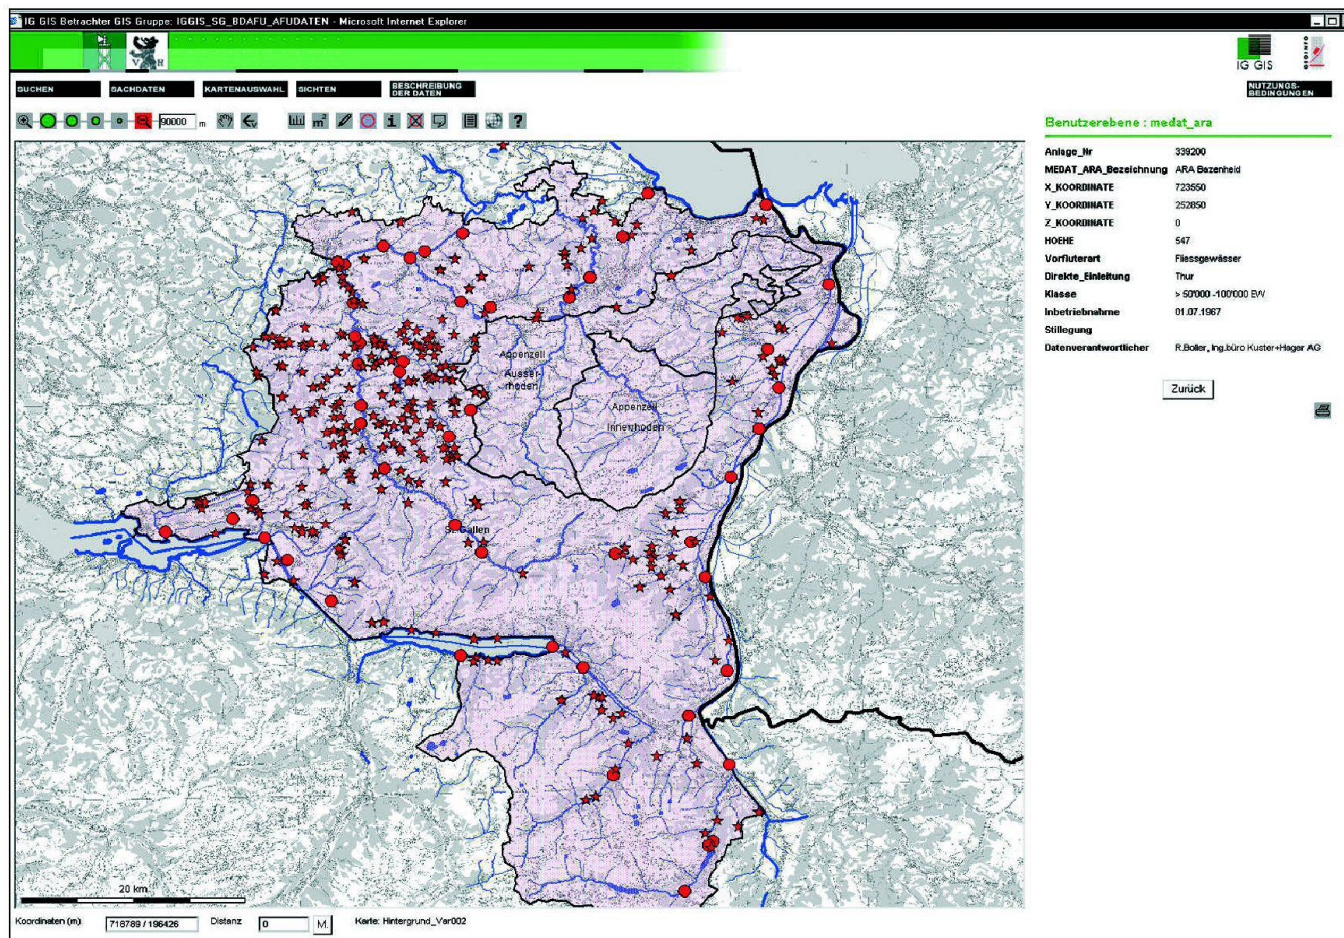 IG GIS Betrachter GIS Gruppe: IGGIS_SG_BDAFU_AFUDATEN - Microsoft Internet Explorer
IG GIS
GEOINFO
SUCHEN
SACHDATEN
KARTENAUSWAHL
SICHTEN
BESCHREIBUNG
DER DATEN
NUTZUNGS-
BEDINGUNGEN
90000 m
m²
i
?
Benutzerebene : medat_ara
Anlage_Nr 339200
MEDAT_ARA_Bezeichnung ARA Bazenheid
X_KOORDINATE 723550
Y_KOORDINATE 252850
Z_KOORDINATE 0
HOEHE 547
Vorfluterart Fliessgewässer
Direkte_Einleitung Thur
Klasse > 50'000 -100'000 EW
Inbetriebnahme 01.07.1967
Stillegung
Datenverantwortlicher R.Boller, Ing.büro Kuster+Hager AG
Zurück
Appenzell
Ausser-
rhoden
Appenzell
Innerrhoden
St.Gallen
20 km
Koordinaten (m): 718789 / 196426 Distanz 0 M. Karte: Hintergrund_Var002